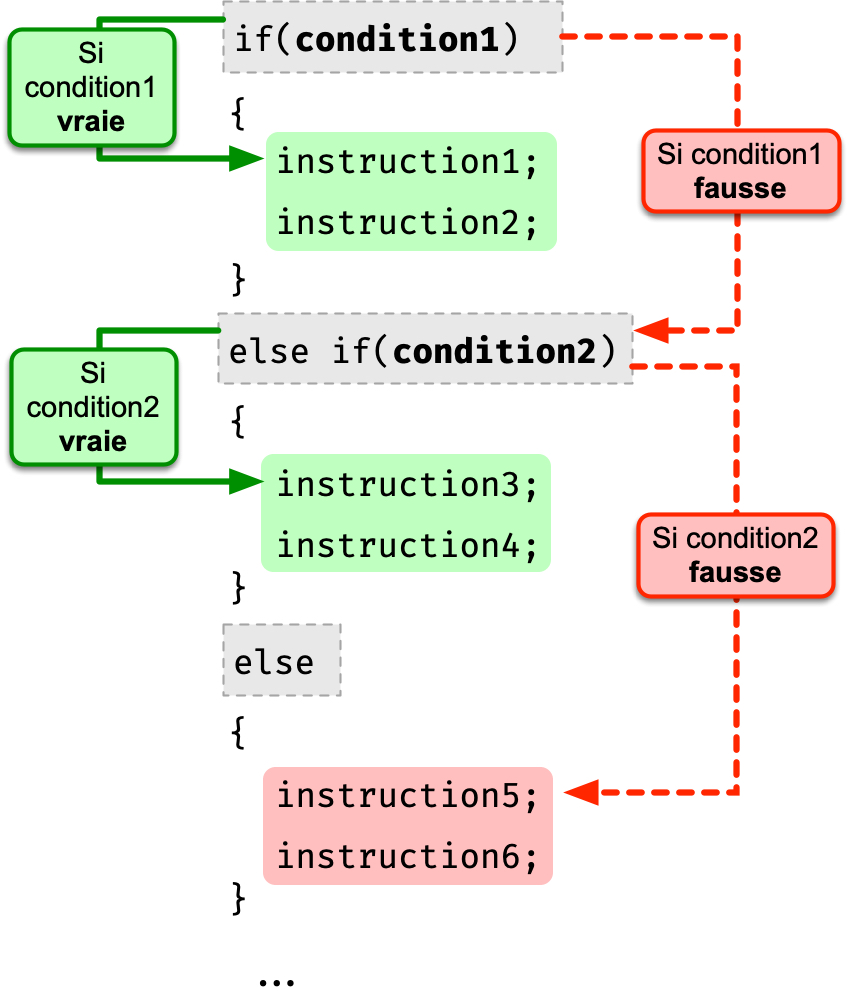 if(condition1)
Si
condition1
vraie
{
instruction1;
instruction2;
}
Si condition1
fausse
else if(condition2)
Si
condition2
vraie
{
instruction3;
instruction4;
}
Si condition2
fausse
else
{
instruction5;
instruction6;
}
...